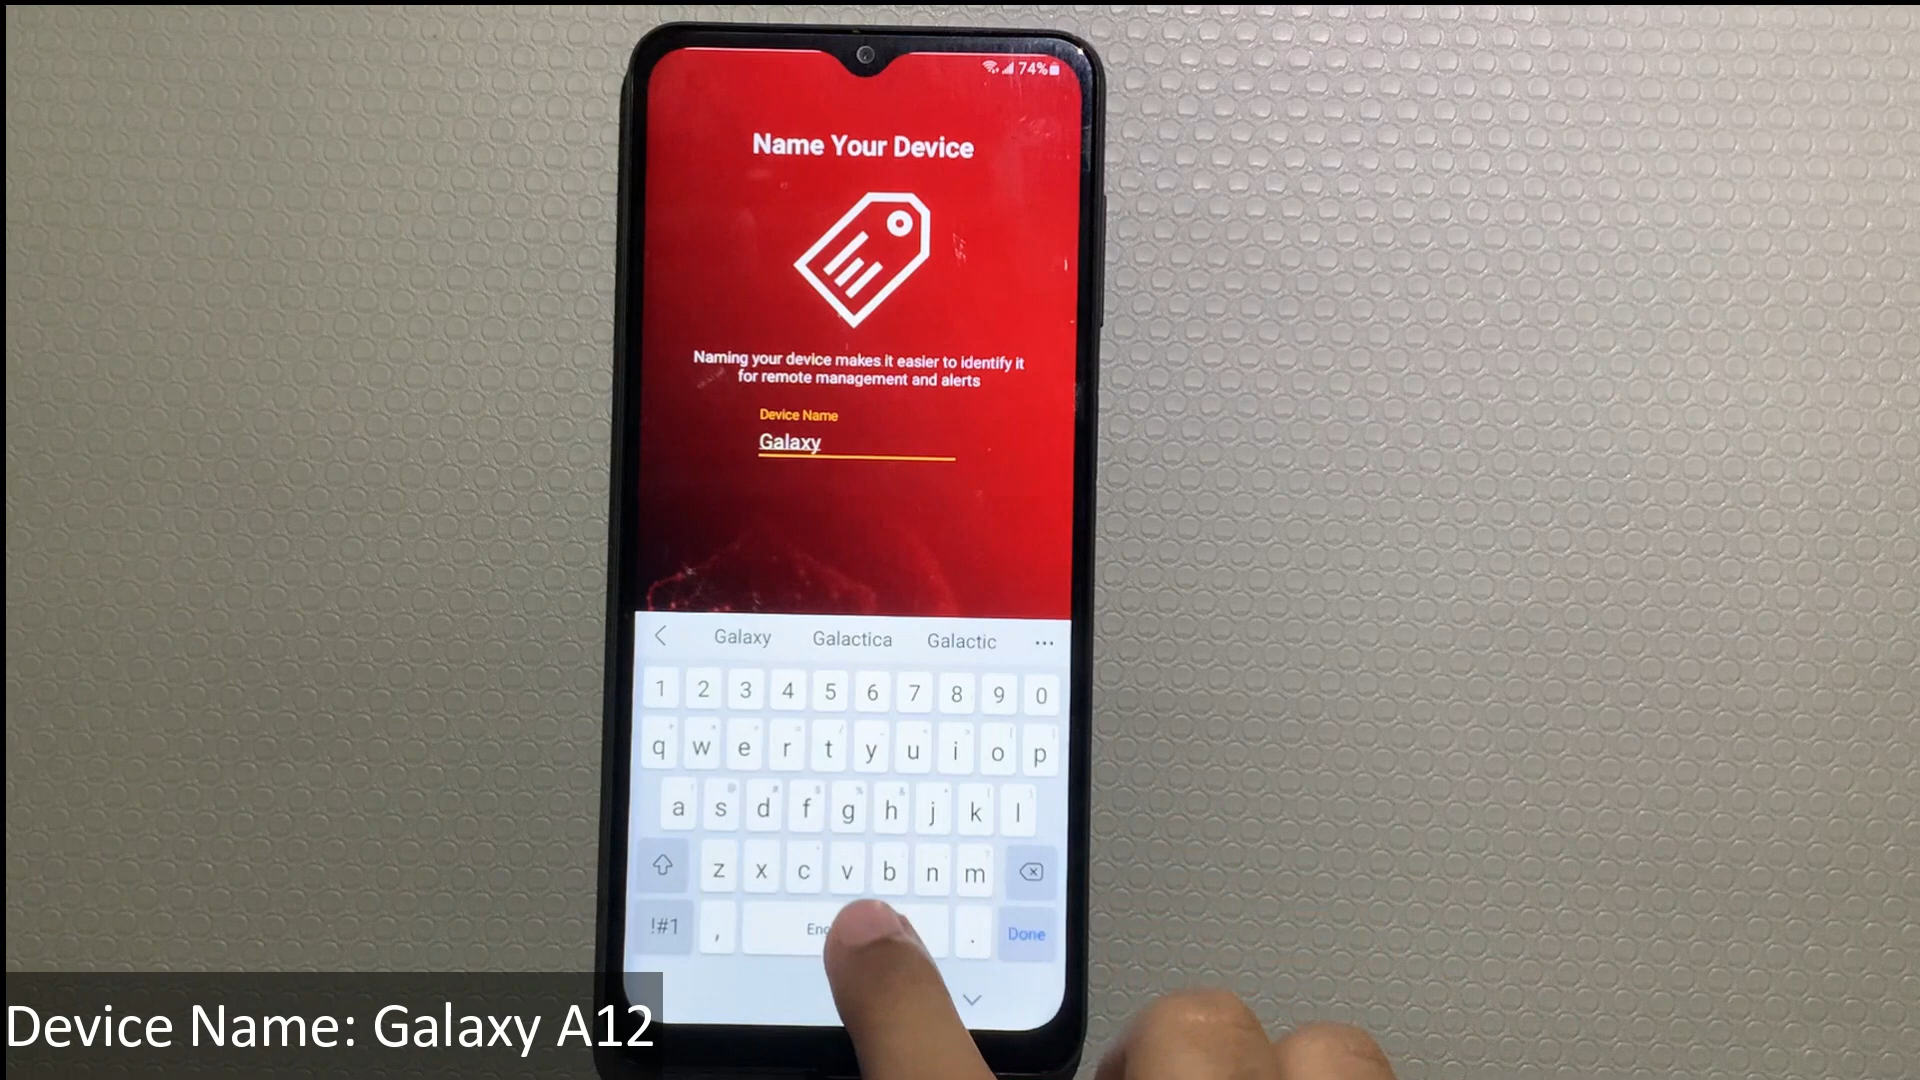 74%
Name Your Device
Naming your device makes it easier to identify it
for remote management and alerts
Device Name
Galaxy
Galaxy Galactica Galactic ...
1 2 3 4 5 6 7 8 9 0
q w e r t y u i o p
a s d f g h j k l
z x c v b n m
!#1 , . Done
Device Name: Galaxy A12